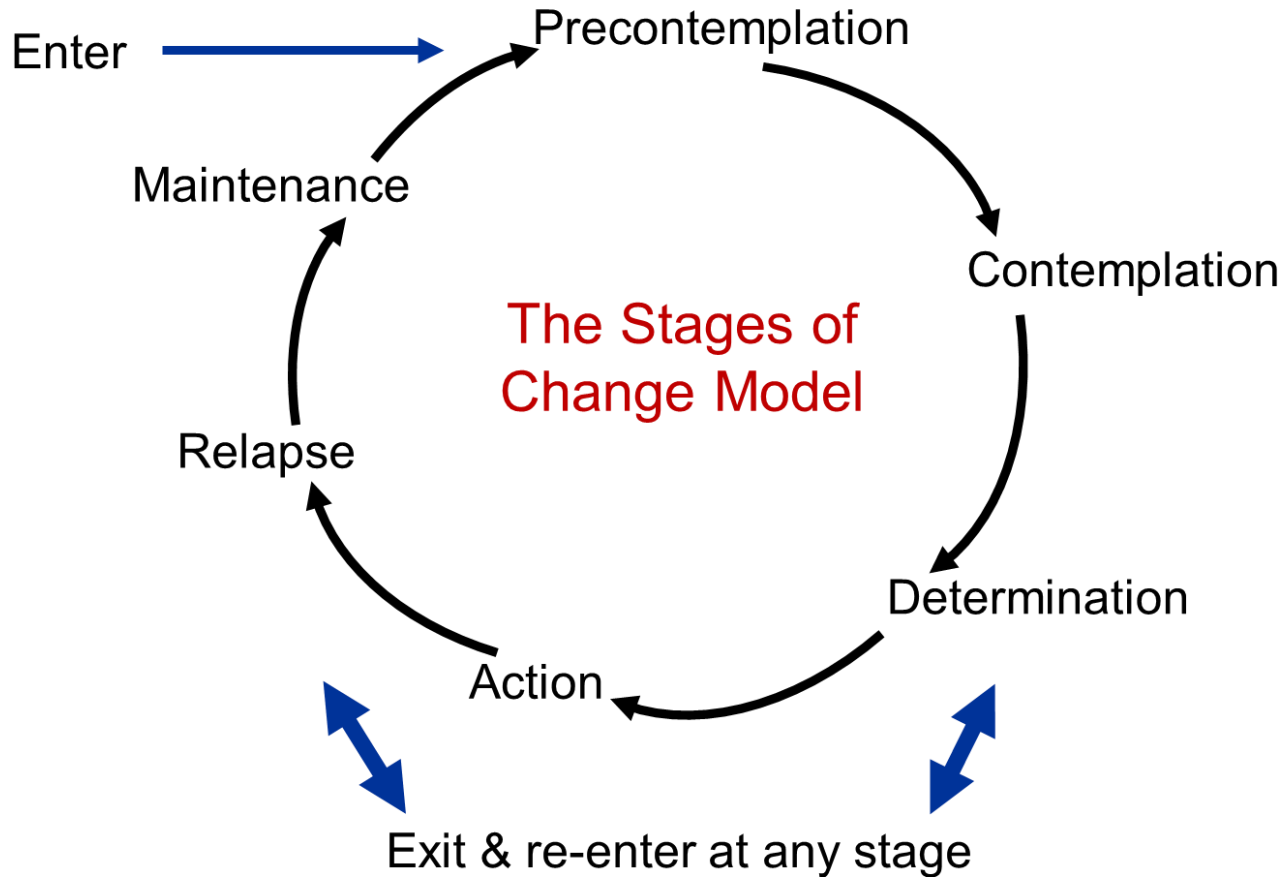 Enter
Precontemplation
Maintenance
Contemplation
The Stages of
Change Model
Relapse
Determination
Action
Exit & re-enter at any stage